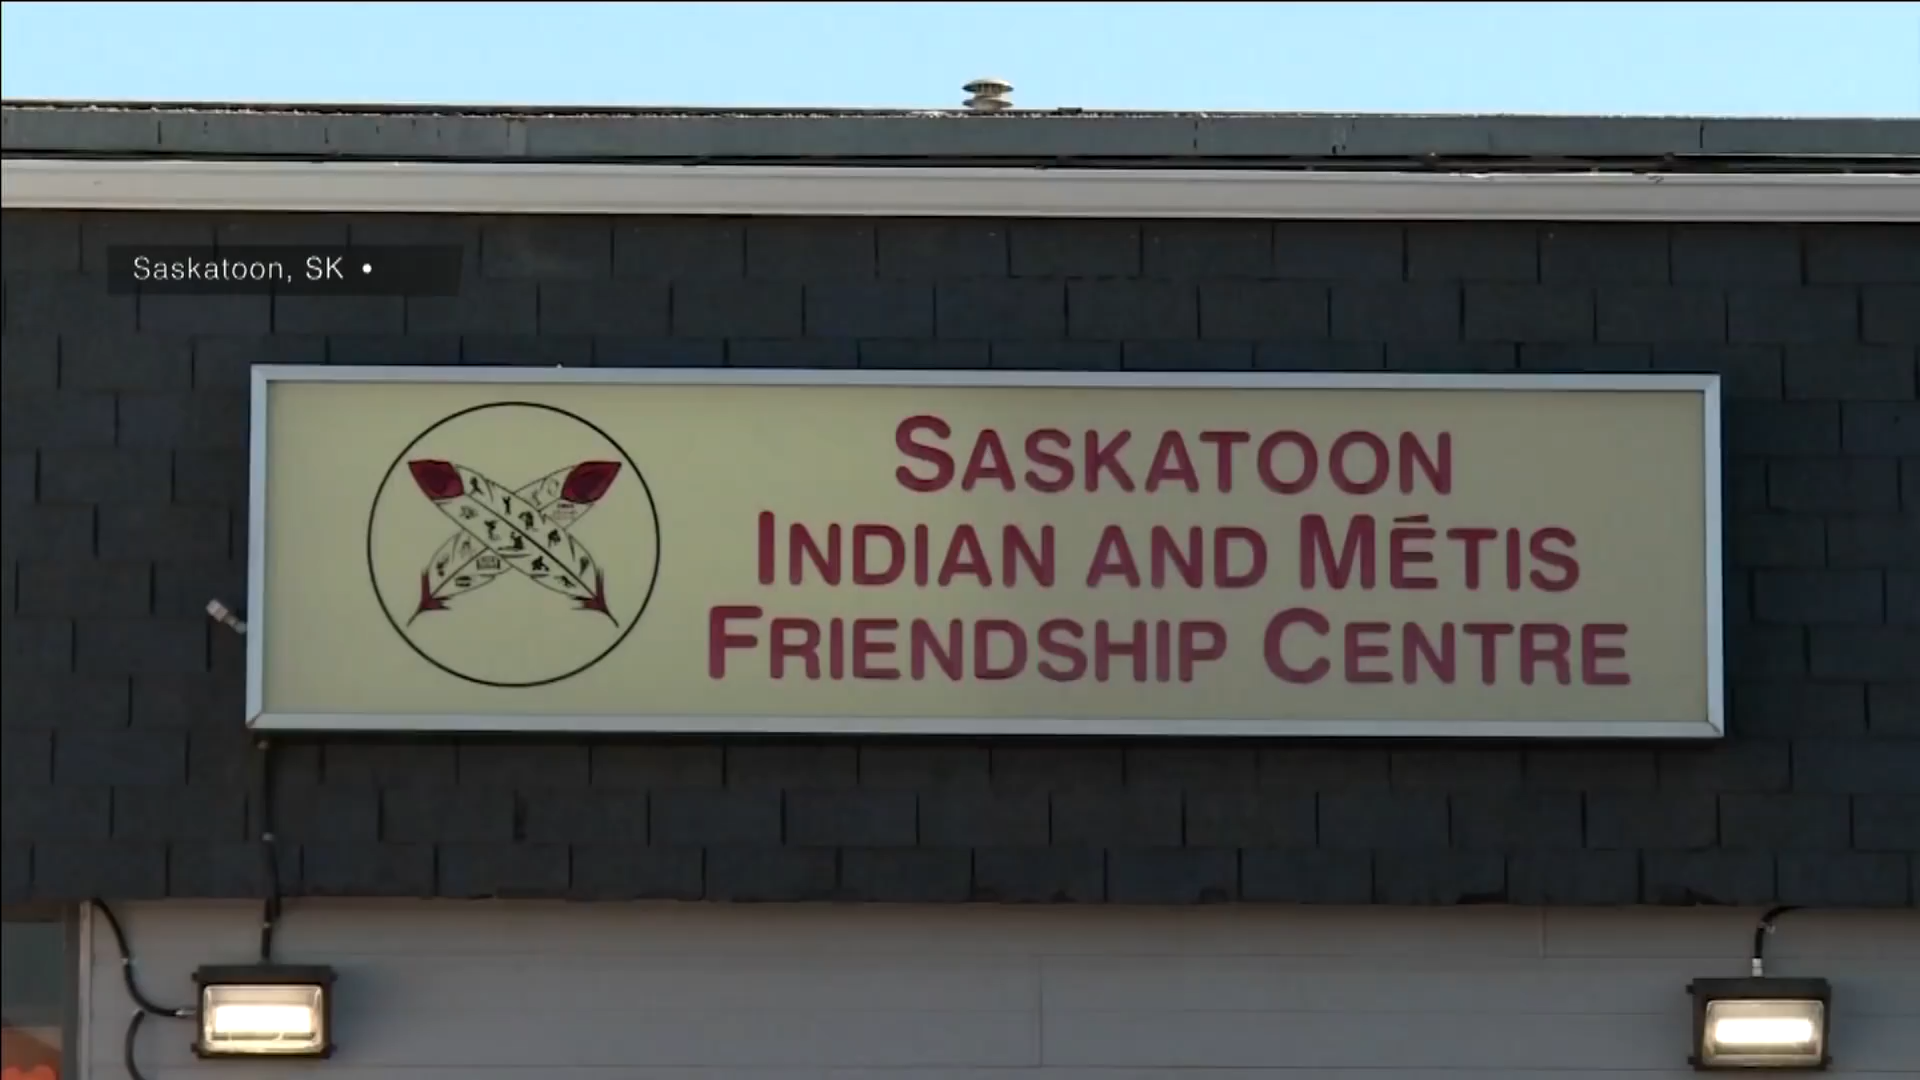 Saskatoon, SK •
SASKATOON
INDIAN AND MÉTIS
FRIENDSHIP CENTRE